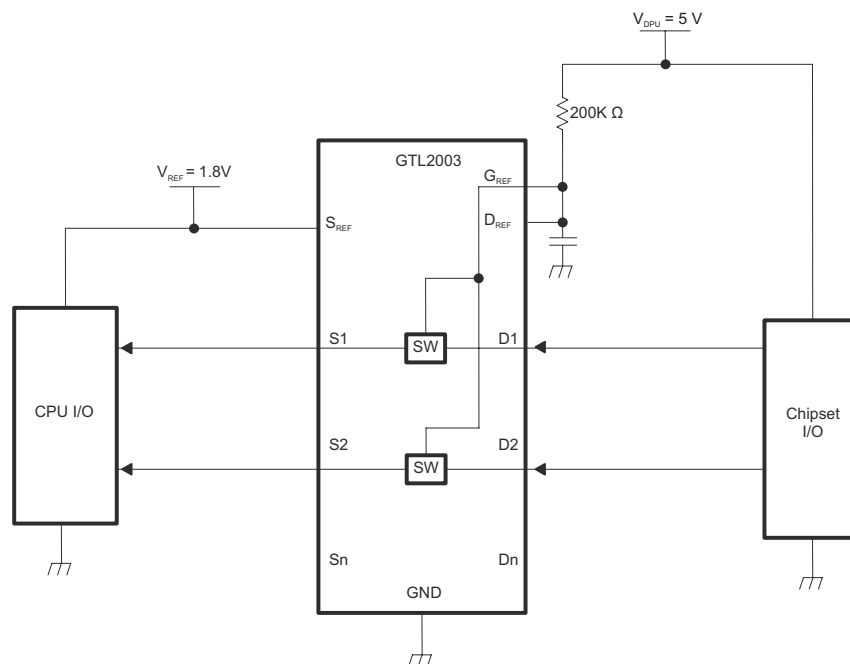 V_DPU = 5 V
200K Ω
GTL2003
V_REF = 1.8V
G_REF
S_REF
D_REF
S1
SW
D1
CPU I/O
Chipset
I/O
S2
SW
D2
Sn
Dn
GND